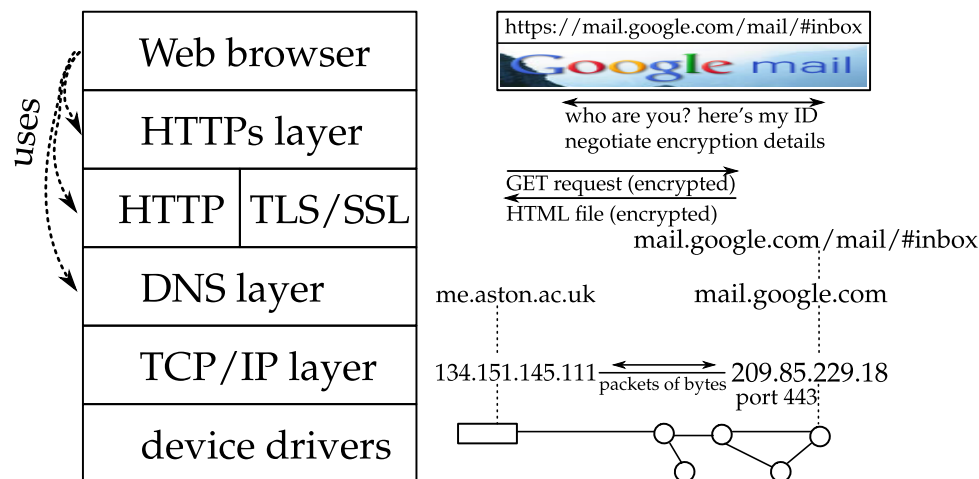 Web browser
HTTPs layer
HTTP
TLS/SSL
DNS layer
TCP/IP layer
device drivers
uses
https://mail.google.com/mail/#inbox
Google mail
who are you? here's my ID
negotiate encryption details
GET request (encrypted)
HTML file (encrypted)
mail.google.com/mail/#inbox
me.aston.ac.uk
mail.google.com
134.151.145.111
packets of bytes
209.85.229.18
port 443